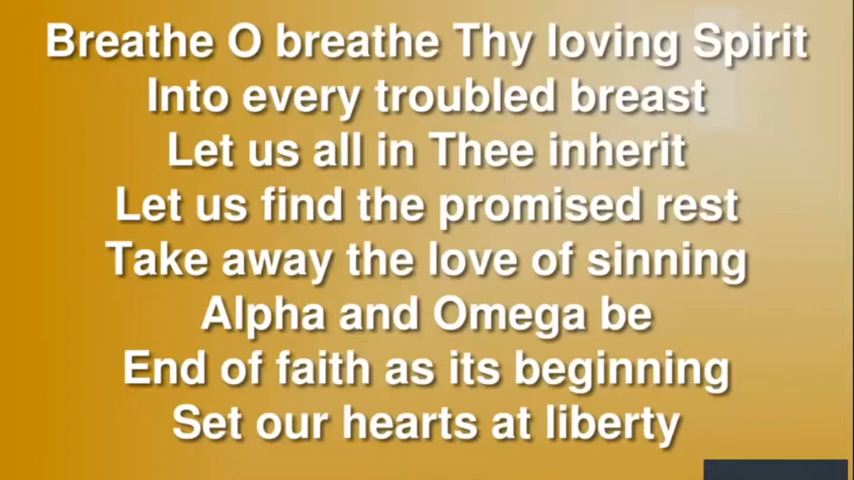 Breathe O breathe Thy loving Spirit
Into every troubled breast
Let us all in Thee inherit
Let us find the promised rest
Take away the love of sinning
Alpha and Omega be
End of faith as its beginning
Set our hearts at liberty